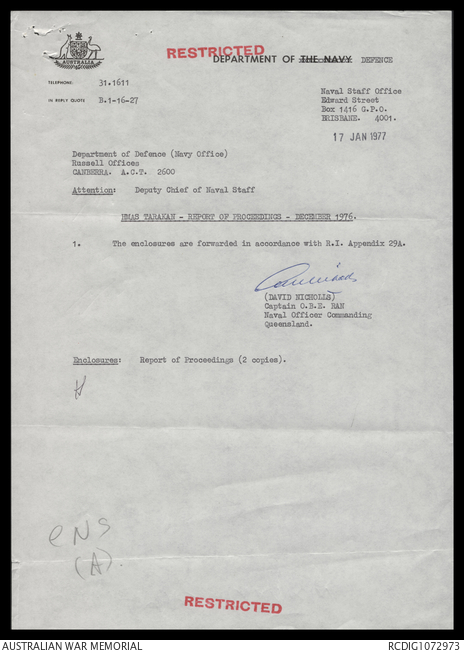 RESTRICTED
AUSTRALIA
DEPARTMENT OF THE NAVY DEFENCE
TELEPHONE: 31.1611
IN REPLY QUOTE B.1-16-27
Naval Staff Office
Edward Street
Box 1416 G.P.O.
BRISBANE. 4001.
17 JAN 1977
Department of Defence (Navy Office)
Russell Offices
CANBERRA. A.C.T. 2600
Attention: Deputy Chief of Naval Staff
HMAS TARAKAN - REPORT OF PROCEEDINGS - DECEMBER 1976.
1. The enclosures are forwarded in accordance with R.I. Appendix 29A.
(DAVID NICHOLLS)
Captain O.B.E. RAN
Naval Officer Commanding
Queensland.
Enclosures: Report of Proceedings (2 copies).
ENS
(A).
RESTRICTED
AUSTRALIAN WAR MEMORIAL
RCDIG1072973